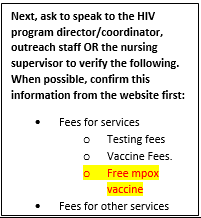 Next, ask to speak to the HIV
program director/coordinator,
outreach staff OR the nursing
supervisor to verify the following.
When possible, confirm this
information from the website first:
• Fees for services
o Testing fees
o Vaccine Fees.
o Free mpox
vaccine
• Fees for other services